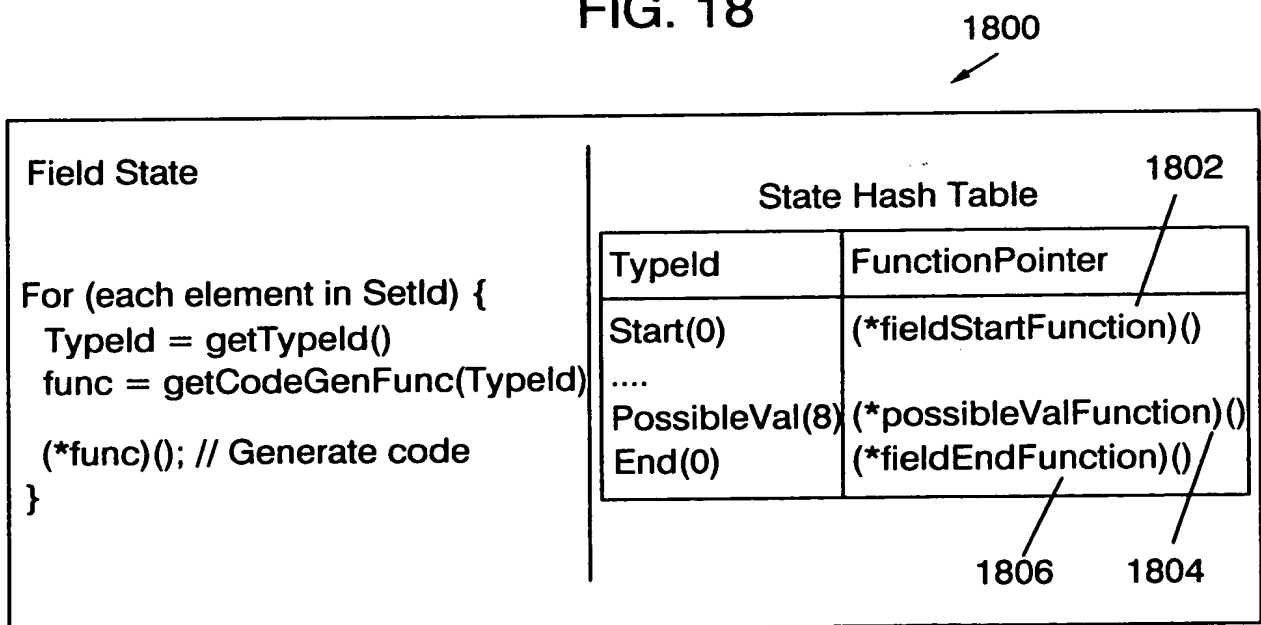 FIG. 18
1800
Field State
For (each element in SetId) {
TypeId = getTypeId()
func = getCodeGenFunc(TypeId)
(*func)(); // Generate code
}
State Hash Table
1802
TypeId FunctionPointer
Start(0) (*fieldStartFunction)()
....
PossibleVal(8) (*possibleValFunction)()
End(0) (*fieldEndFunction)()
1806 1804